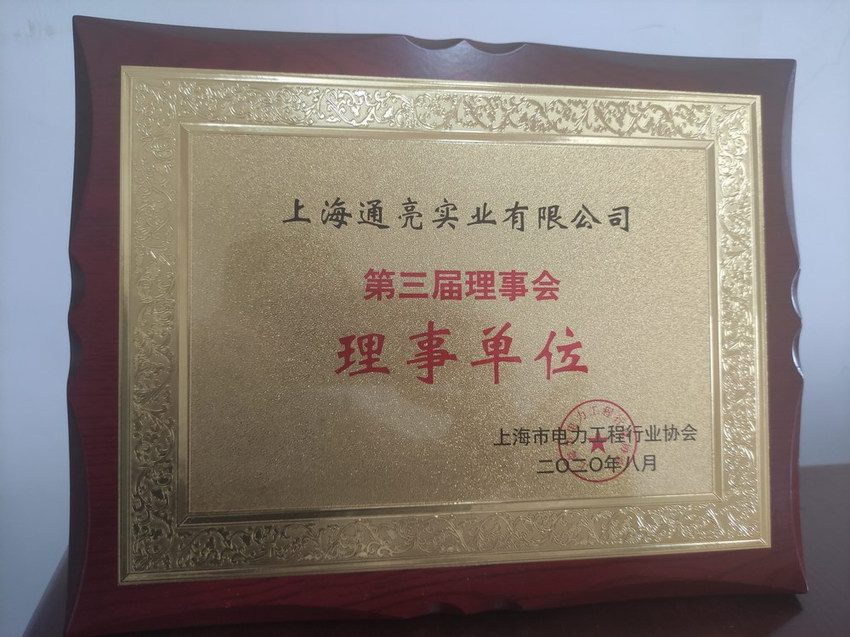 上海通亮实业有限公司
第三届理事会
理事单位
上海市电力工程行业协会
二〇二〇年八月